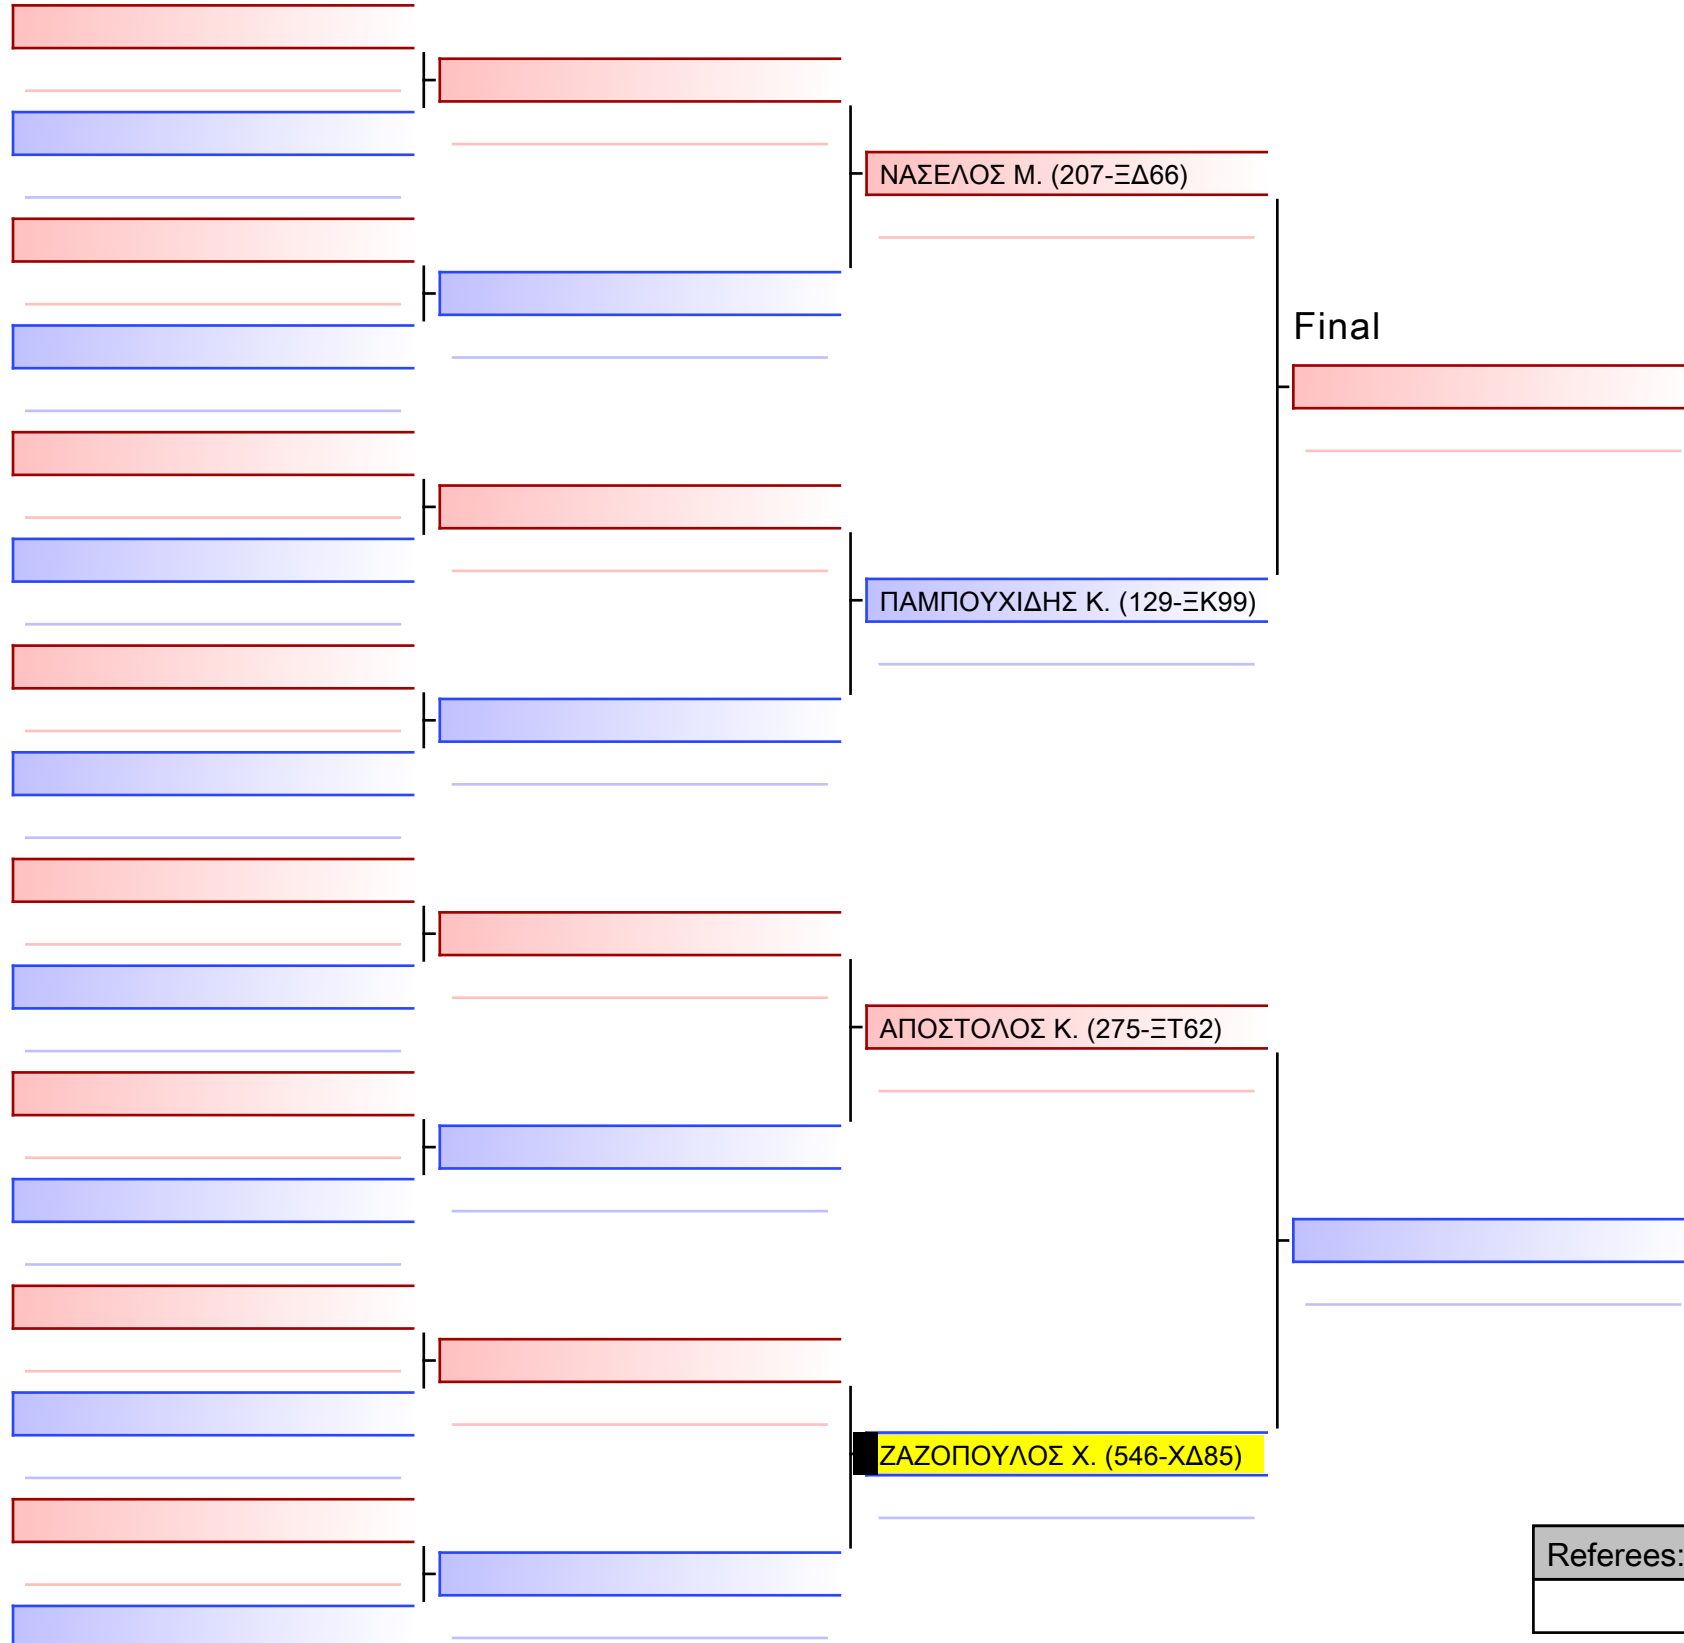 ΝΑΣΕΛΟΣ Μ. (207-ΞΔ66)
Final
ΠΑΜΠΟΥΧΙΔΗΣ Κ. (129-ΞΚ99)
ΑΠΟΣΤΟΛΟΣ Κ. (275-ΞΤ62)
ΖΑΖΟΠΟΥΛΟΣ Χ. (546-ΧΔ85)
Referees: